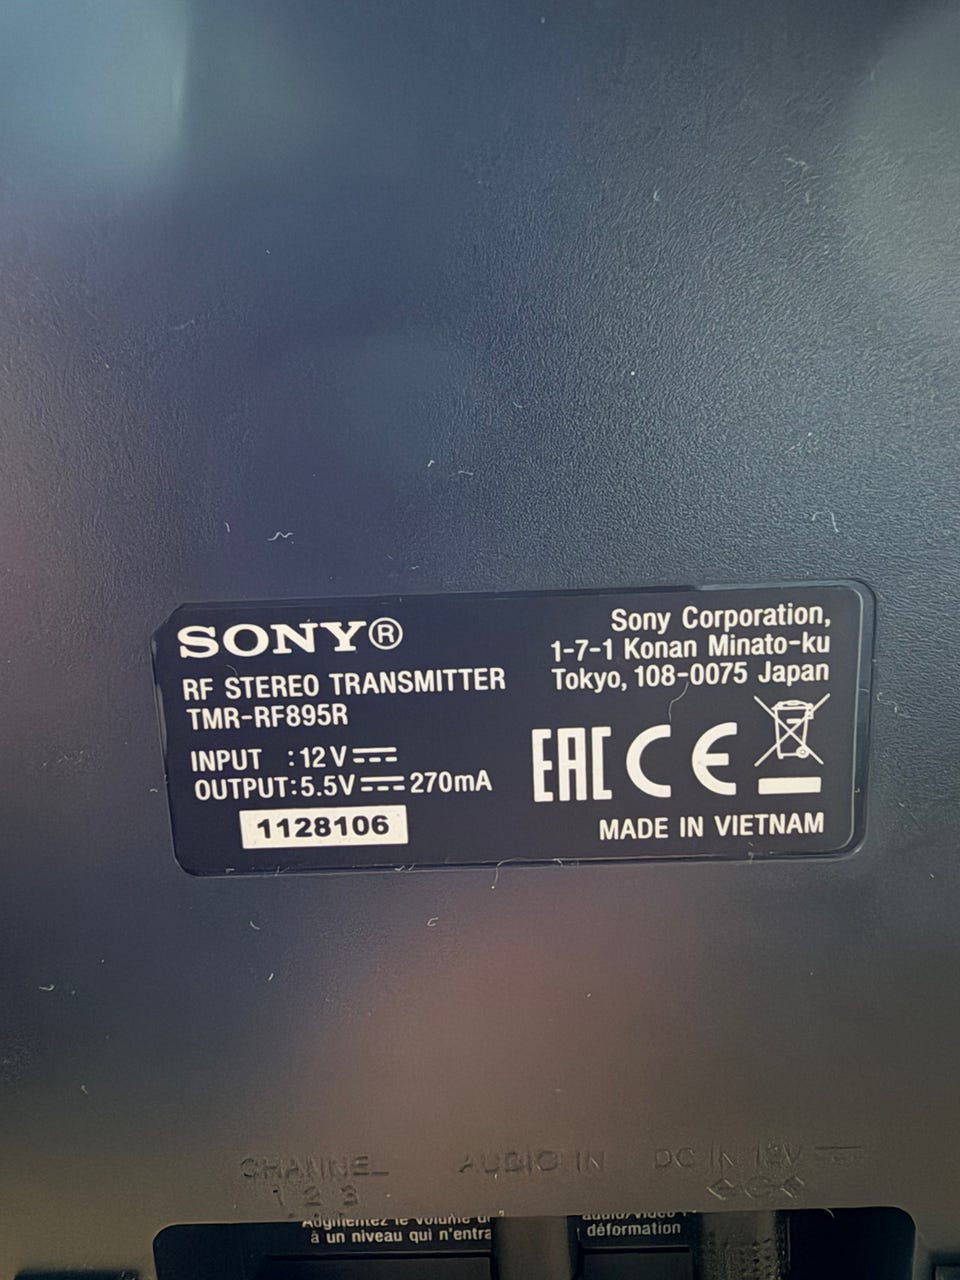 SONY®
RF STEREO TRANSMITTER
TMR-RF895R
INPUT :12V⎓
OUTPUT:5.5V⎓270mA
1128106
Sony Corporation,
1-7-1 Konan Minato-ku
Tokyo, 108-0075 Japan
EAC CE
MADE IN VIETNAM
CHANNEL
1 2 3
AUDIO IN
DC IN 12V ⎓
Augmentez le volume
à un niveau qui n'entra
audio/vidéo
déformation